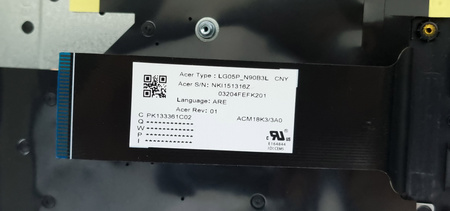 Acer Type : LG05P_N90B3L CNY
Acer S/N: NKI151318Z
03204FEFK201
Language: ARE
Acer Rev: 01
C PK133361C02
ACM18K3/3A0
Q
W
P
I